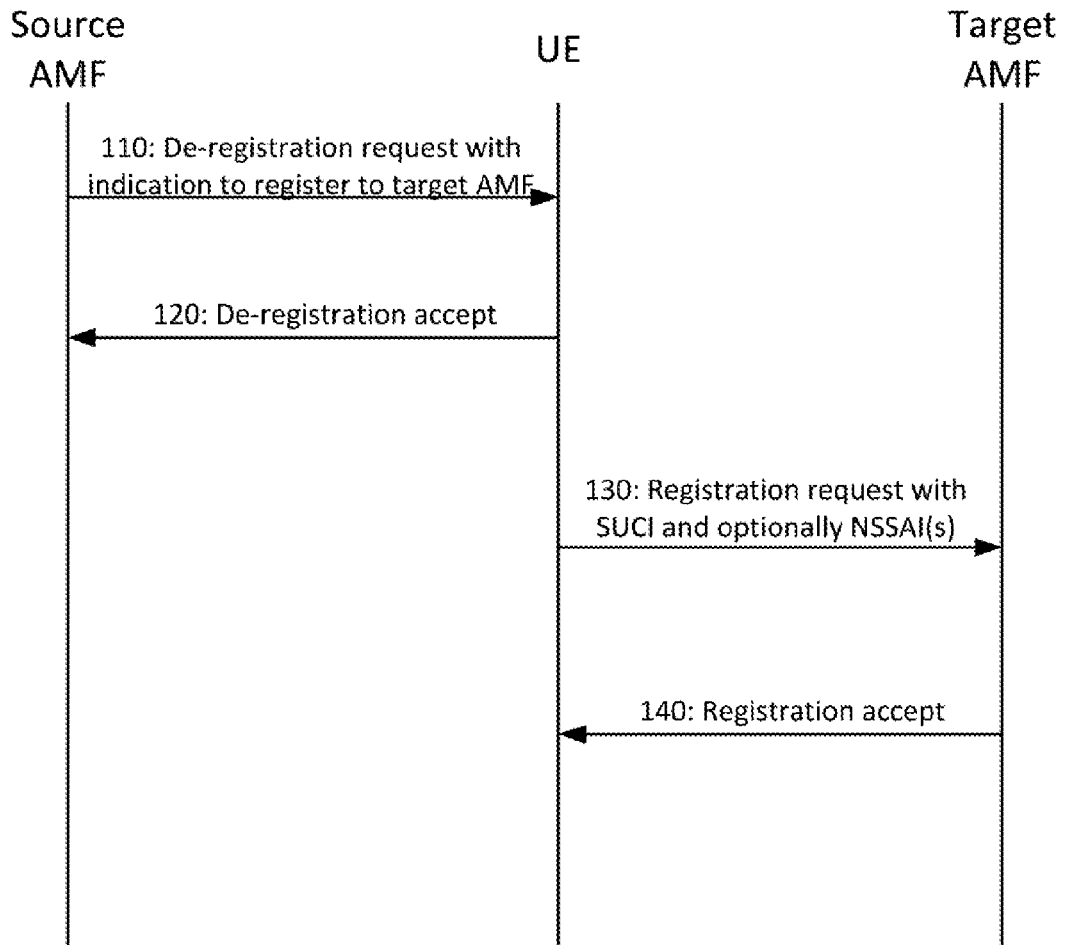 Source
AMF
UE
Target
AMF
110: De-registration request with
indication to register to target AMF
120: De-registration accept
130: Registration request with
SUCI and optionally NSSAI(s)
140: Registration accept